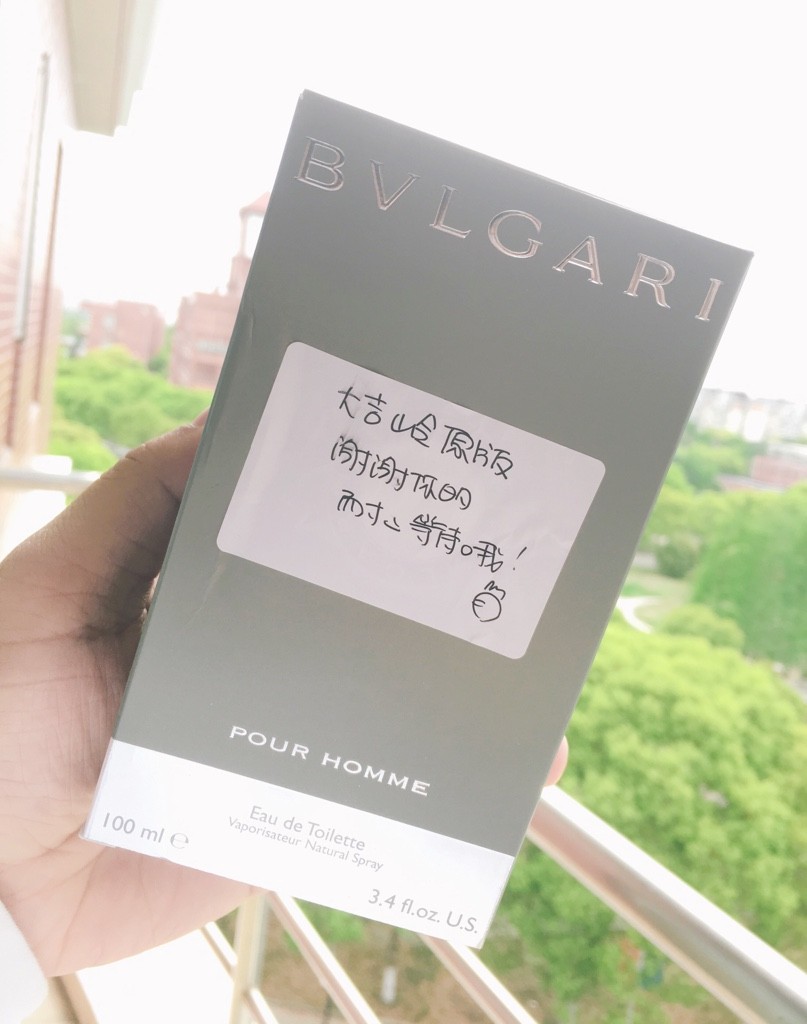 BVLGARI
大吉岭原版
谢谢你的
耐心等待哦！
POUR HOMME
Eau de Toilette
Vaporisateur Natural Spray
100 ml e
3.4 fl.oz. U.S.